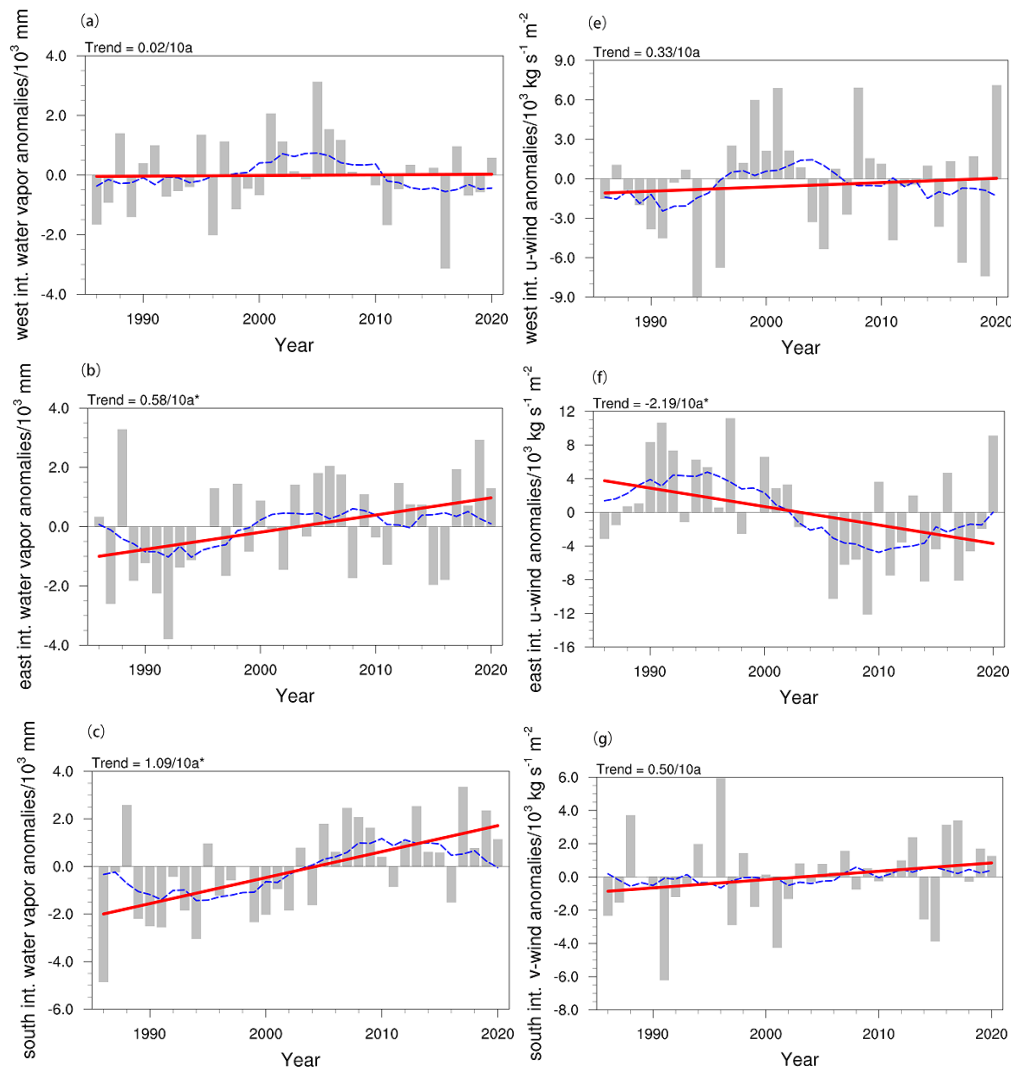 (a)
Trend = 0.02/10a
west int. water vapor anomalies/10³ mm
4.0
2.0
0.0
-2.0
-4.0
1990 2000 2010 2020
Year
(e)
Trend = 0.33/10a
west int. u-wind anomalies/10³ kg s⁻¹ m⁻²
9.0
6.0
3.0
0.0
-3.0
-6.0
-9.0
1990 2000 2010 2020
Year
(b)
Trend = 0.58/10a*
east int. water vapor anomalies/10³ mm
4.0
2.0
0.0
-2.0
-4.0
1990 2000 2010 2020
Year
(f)
Trend = -2.19/10a*
east int. u-wind anomalies/10³ kg s⁻¹ m⁻²
12
8
4
0
-4
-8
-12
-16
1990 2000 2010 2020
Year
(c)
Trend = 1.09/10a*
south int. water vapor anomalies/10³ mm
4.0
2.0
0.0
-2.0
-4.0
-6.0
1990 2000 2010 2020
Year
(g)
Trend = 0.50/10a
south int. v-wind anomalies/10³ kg s⁻¹ m⁻²
6.0
4.0
2.0
0.0
-2.0
-4.0
-6.0
-8.0
1990 2000 2010 2020
Year